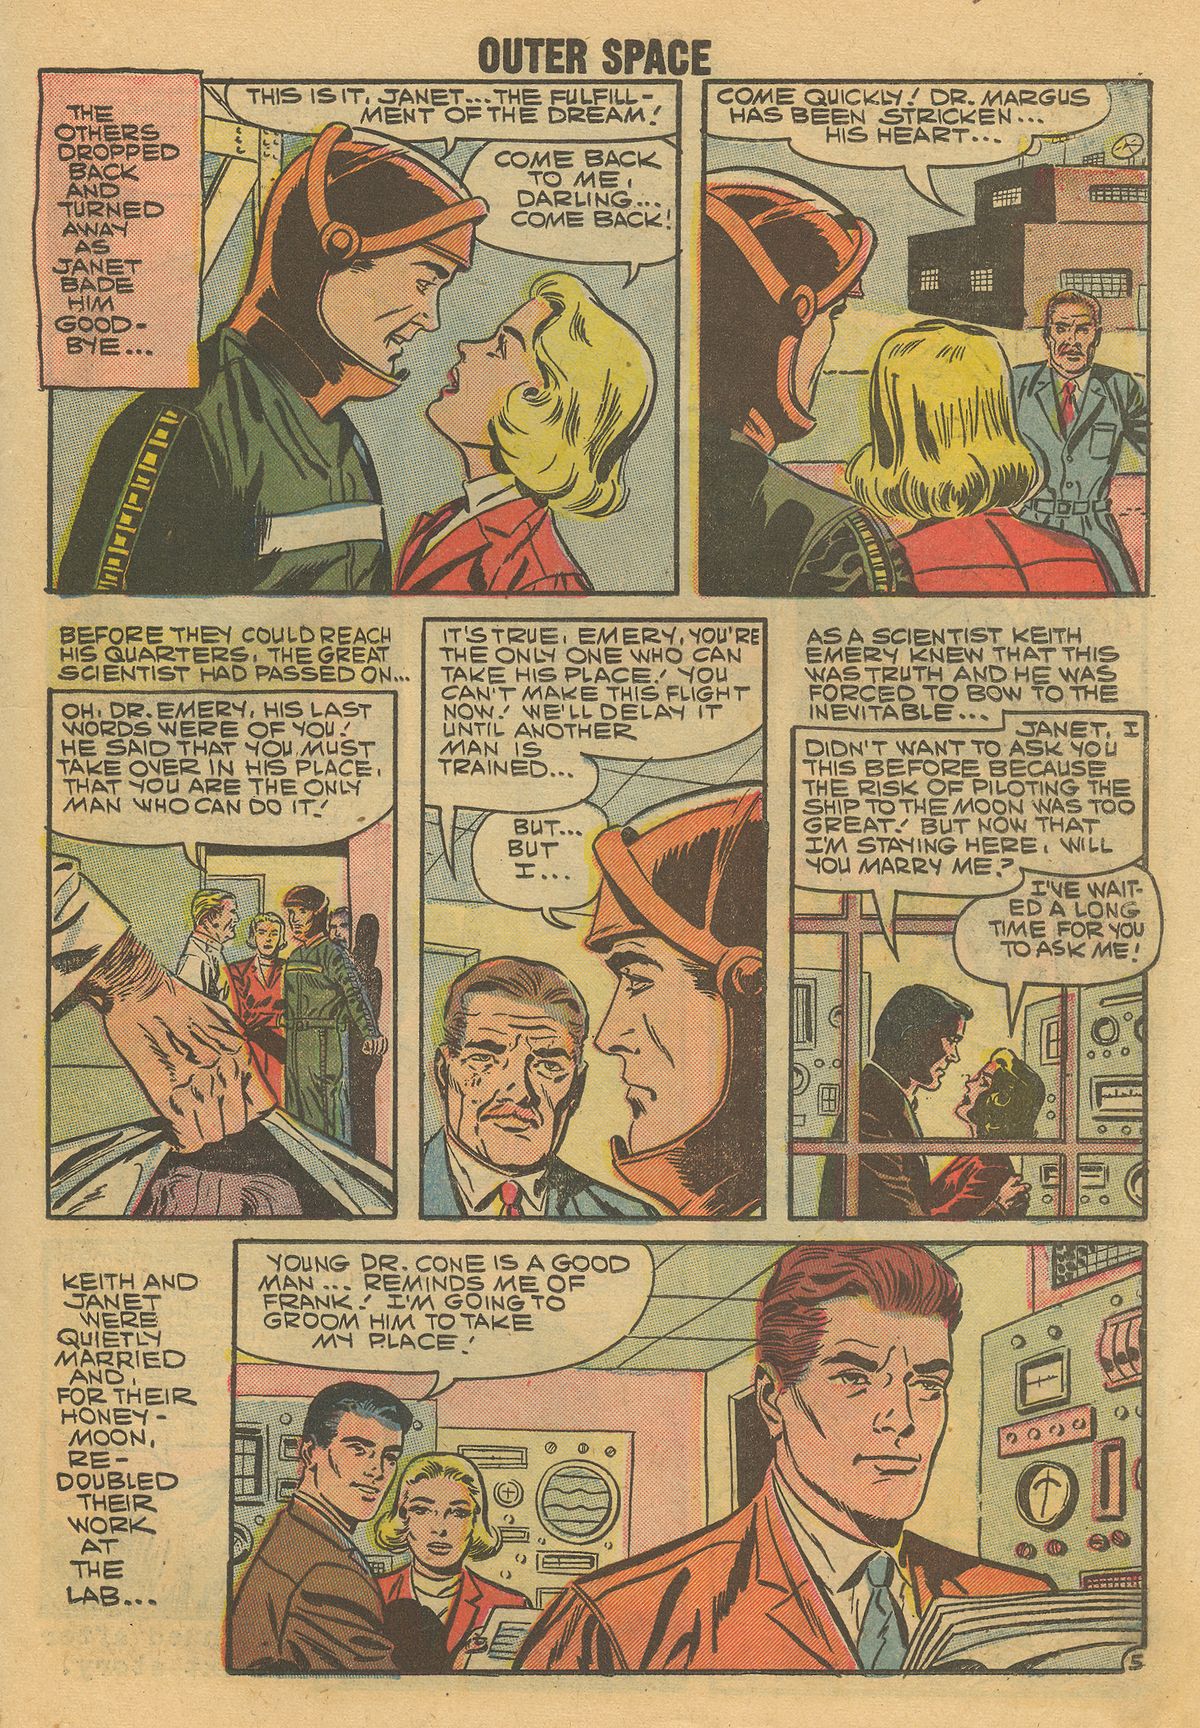 OUTER SPACE
THE
OTHERS
DROPPED
BACK
AND
TURNED
AWAY
AS
JANET
BADE
HIM
GOOD-
BYE...
THIS IS IT, JANET...THE FULFILL-
MENT OF THE DREAM!
COME BACK
TO ME,
DARLING...
COME BACK!
COME QUICKLY! DR. MARGUS
HAS BEEN STRICKEN...
HIS HEART...
BEFORE THEY COULD REACH
HIS QUARTERS, THE GREAT
SCIENTIST HAD PASSED ON...
OH, DR. EMERY, HIS LAST
WORDS WERE OF YOU!
HE SAID THAT YOU MUST
TAKE OVER IN HIS PLACE,
THAT YOU ARE THE ONLY
MAN WHO CAN DO IT!
IT'S TRUE, EMERY, YOU'RE
THE ONLY ONE WHO CAN
TAKE HIS PLACE! YOU
CAN'T MAKE THIS FLIGHT
NOW! WE'LL DELAY IT
UNTIL ANOTHER
MAN IS
TRAINED...
BUT...
BUT
I...
AS A SCIENTIST KEITH
EMERY KNEW THAT THIS
WAS TRUTH AND HE WAS
FORCED TO BOW TO THE
INEVITABLE...
JANET, I
DIDN'T WANT TO ASK YOU
THIS BEFORE BECAUSE
THE RISK OF PILOTING THE
SHIP TO THE MOON WAS TOO
GREAT! BUT NOW THAT
I'M STAYING HERE, WILL
YOU MARRY ME?
I'VE WAIT-
ED A LONG
TIME FOR YOU
TO ASK ME!
KEITH AND
JANET
WERE
QUIETLY
MARRIED
AND,
FOR THEIR
HONEY-
MOON,
RE-
DOUBLED
THEIR
WORK
AT
THE
LAB...
YOUNG DR. CONE IS A GOOD
MAN... REMINDS ME OF
FRANK! I'M GOING TO
GROOM HIM TO TAKE
MY PLACE!
5